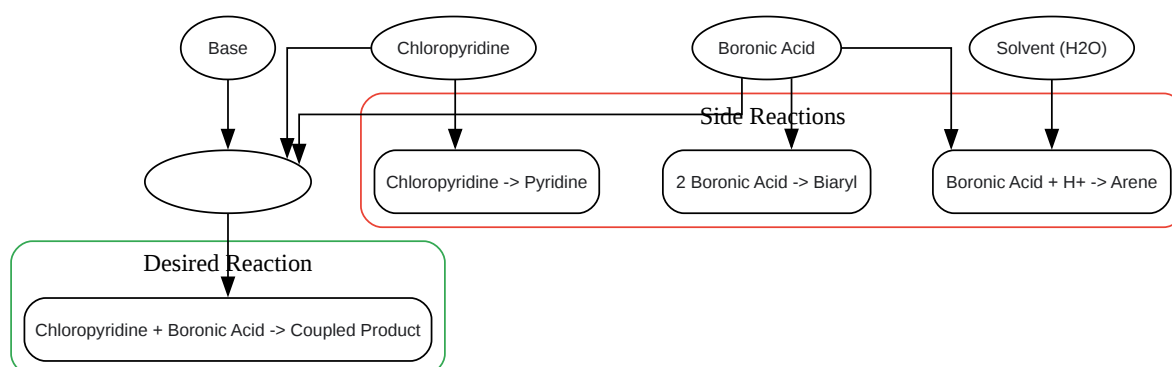 Base
Chloropyridine
Boronic Acid
Solvent (H2O)
Side Reactions
Chloropyridine -> Pyridine
2 Boronic Acid -> Biaryl
Boronic Acid + H+ -> Arene
Desired Reaction
Chloropyridine + Boronic Acid -> Coupled Product